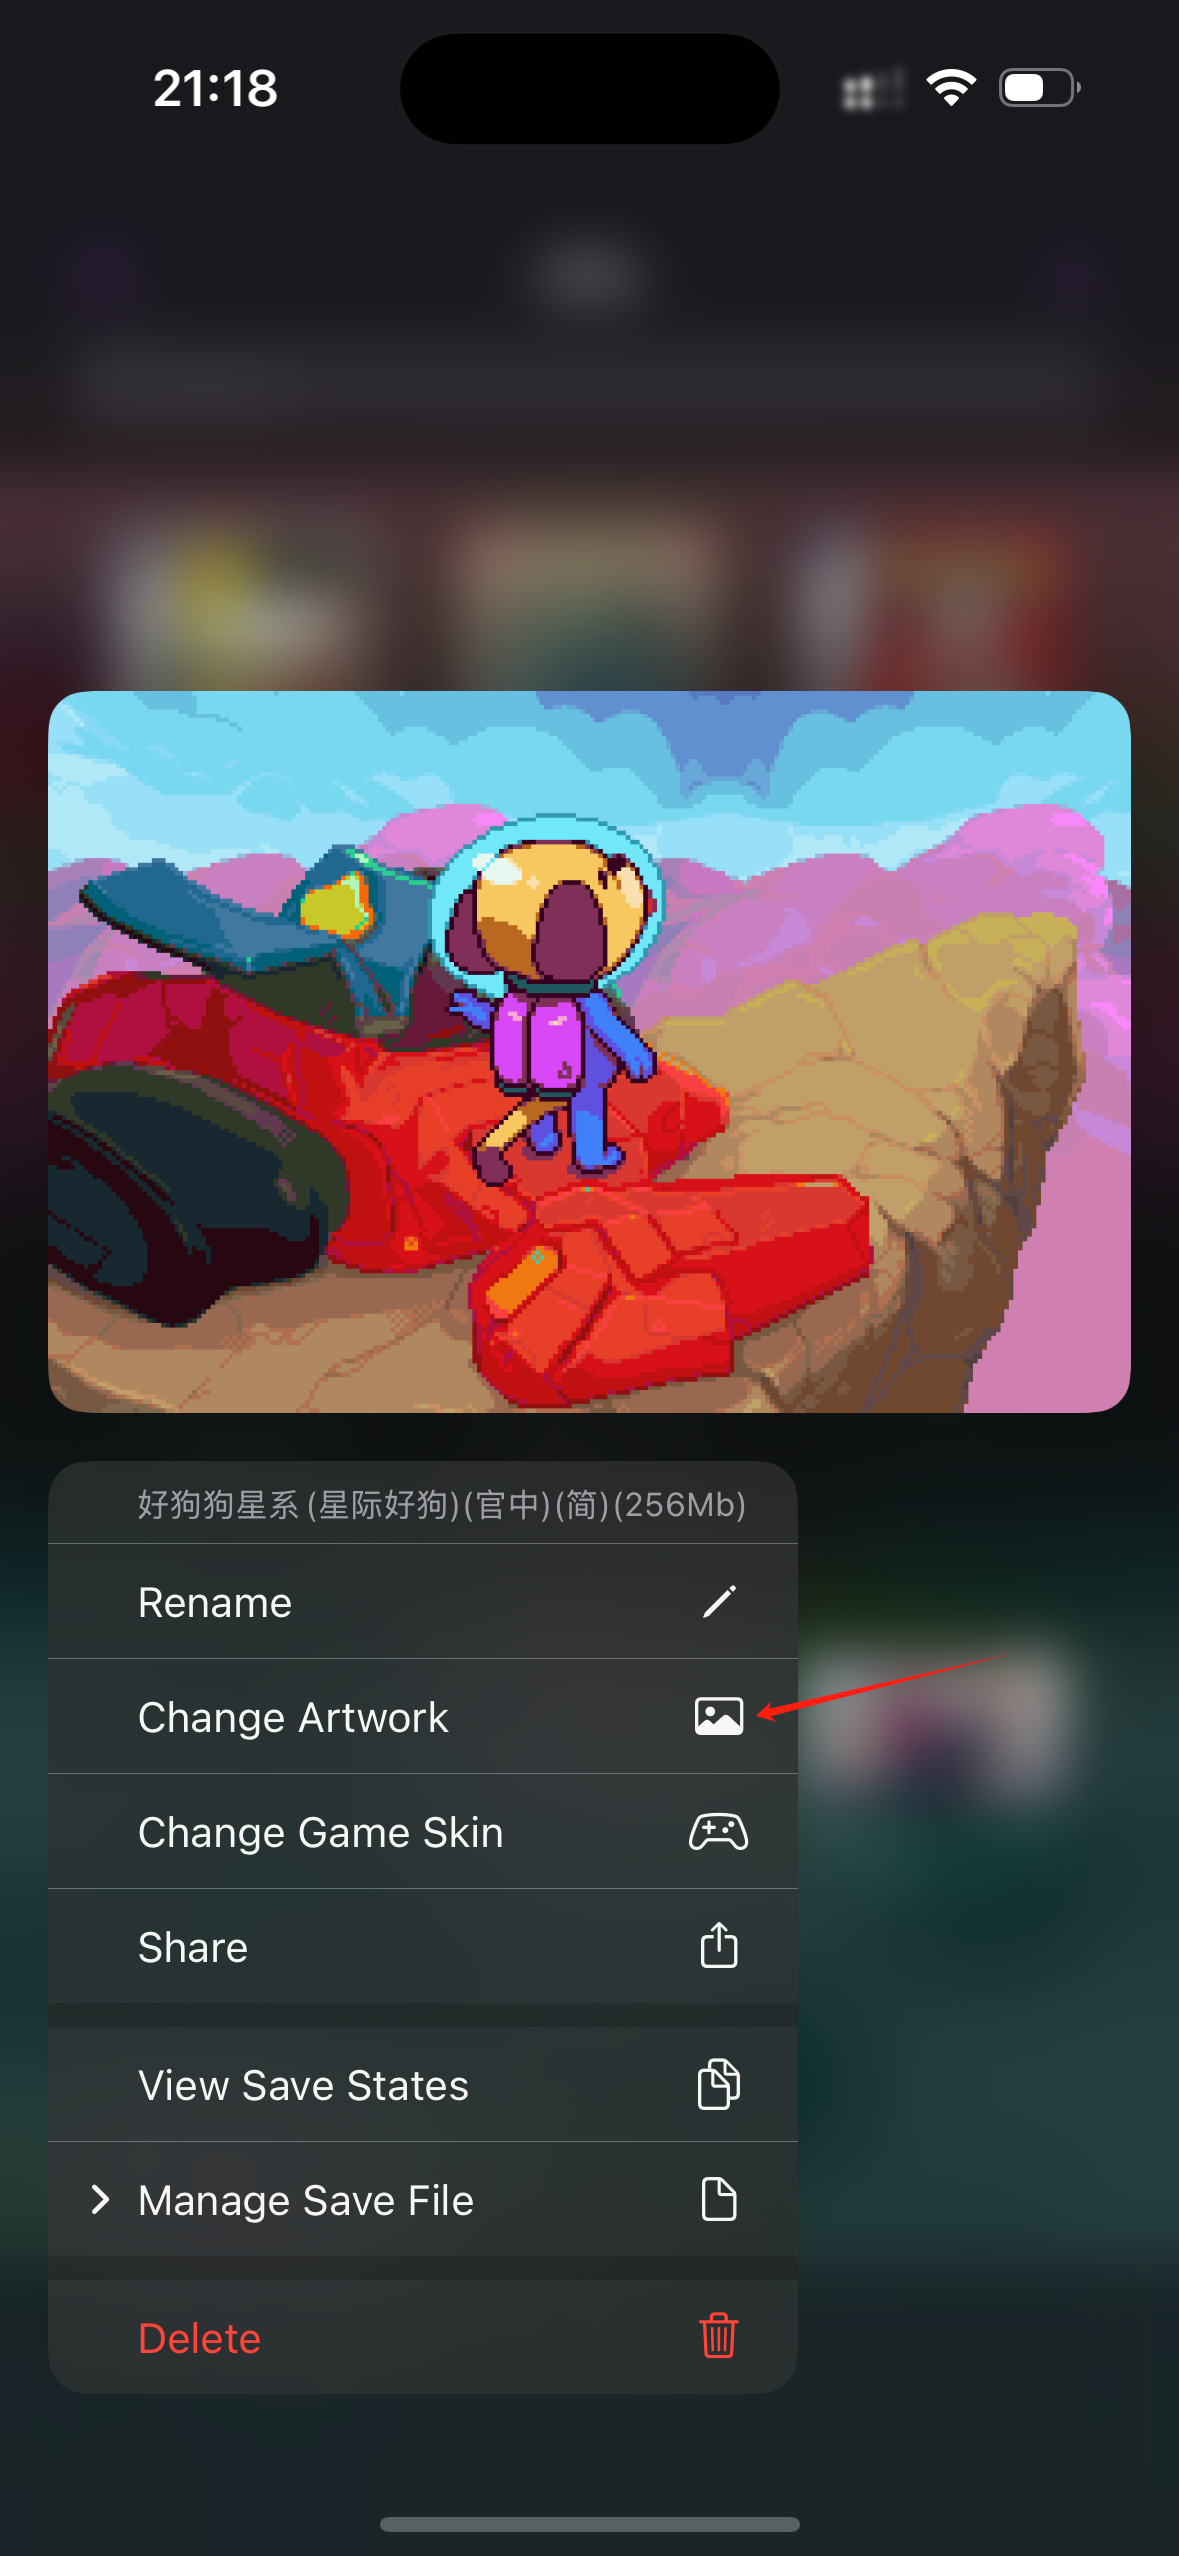 21:18
好狗狗星系(星际好狗)(官中)(简)(256Mb)
Rename
Change Artwork
Change Game Skin
Share
View Save States
Manage Save File
Delete